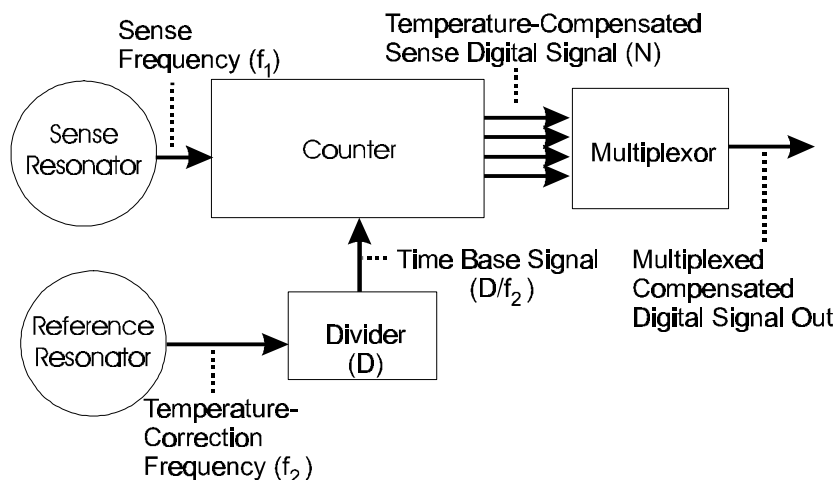 Sense
Frequency (f1)
Temperature-Compensated
Sense Digital Signal (N)
Sense
Resonator
Counter
Multiplexor
Time Base Signal
(D/f2)
Multiplexed
Compensated
Digital Signal Out
Reference
Resonator
Divider
(D)
Temperature-
Correction
Frequency (f2)